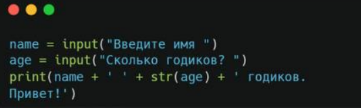 name = input("Введите имя ")
age = input("Сколько годиков? ")
print(name + ' ' + str(age) + ' годиков.
Привет!')